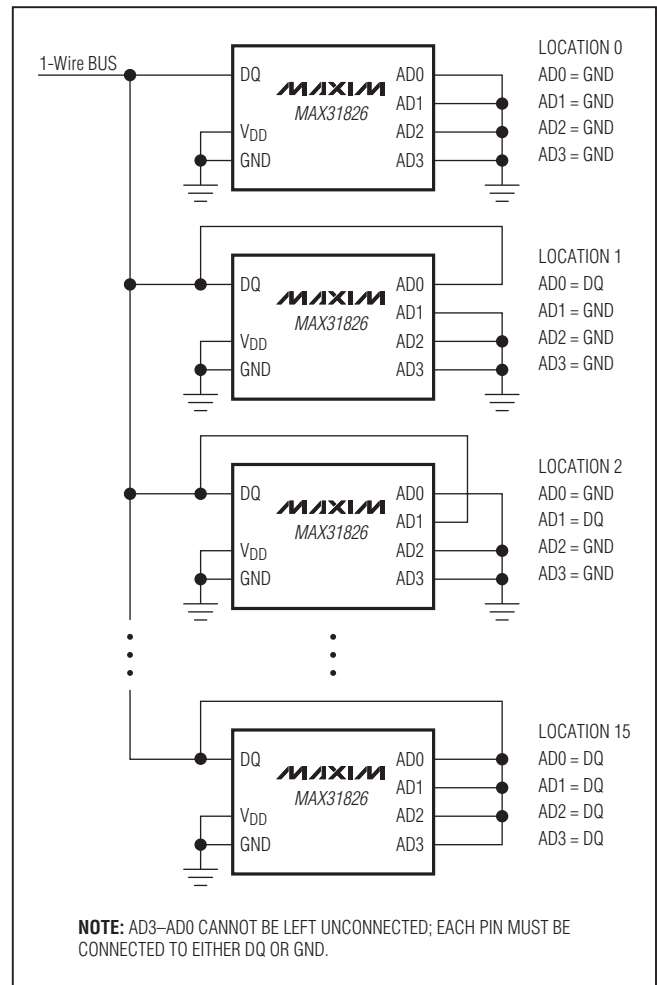 1-Wire BUS
DQ
VDD
GND
MAXIM
MAX31826
AD0
AD1
AD2
AD3
LOCATION 0
AD0 = GND
AD1 = GND
AD2 = GND
AD3 = GND
DQ
VDD
GND
MAXIM
MAX31826
AD0
AD1
AD2
AD3
LOCATION 1
AD0 = DQ
AD1 = GND
AD2 = GND
AD3 = GND
DQ
VDD
GND
MAXIM
MAX31826
AD0
AD1
AD2
AD3
LOCATION 2
AD0 = GND
AD1 = DQ
AD2 = GND
AD3 = GND
DQ
VDD
GND
MAXIM
MAX31826
AD0
AD1
AD2
AD3
LOCATION 15
AD0 = DQ
AD1 = DQ
AD2 = DQ
AD3 = DQ
NOTE: AD3–AD0 CANNOT BE LEFT UNCONNECTED; EACH PIN MUST BE
CONNECTED TO EITHER DQ OR GND.